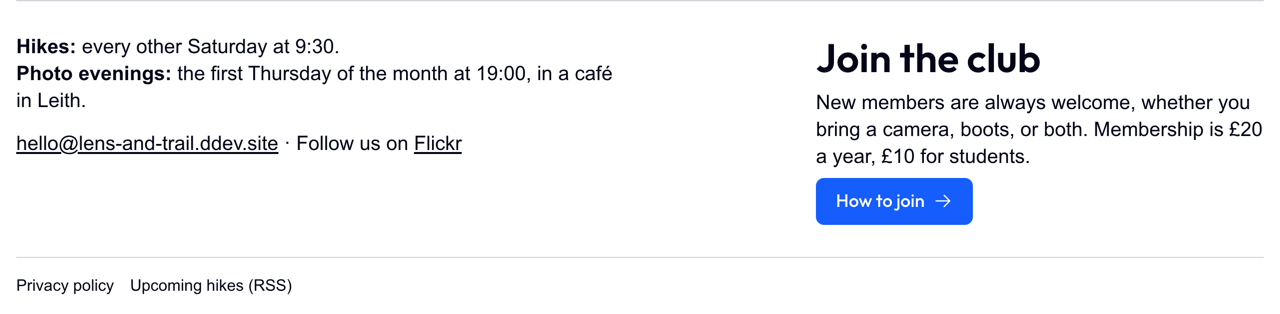 Hikes: every other Saturday at 9:30.
Photo evenings: the first Thursday of the month at 19:00, in a café
in Leith.
hello@lens-and-trail.ddev.site · Follow us on Flickr
Join the club
New members are always welcome, whether you
bring a camera, boots, or both. Membership is £20
a year, £10 for students.
How to join →
Privacy policy Upcoming hikes (RSS)